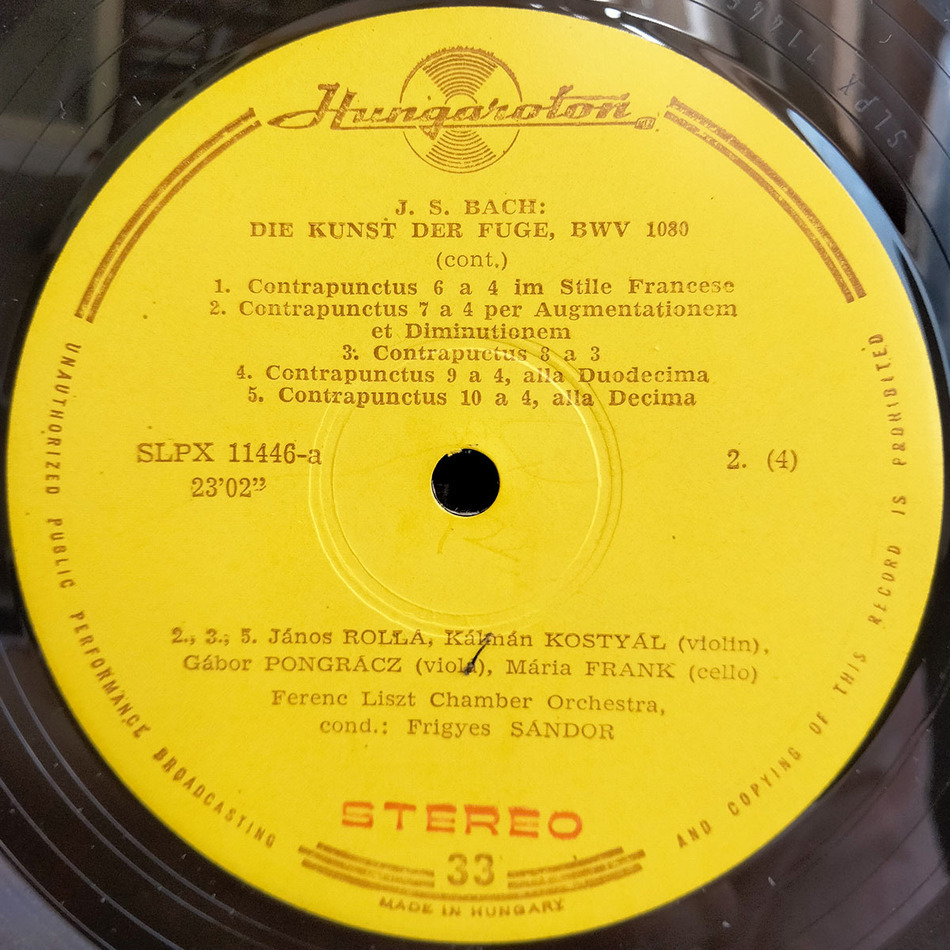 Hungaroton
J. S. BACH:
DIE KUNST DER FUGE, BWV 1080
(cont.)
1. Contrapunctus 6 a 4 im Stile Francese
2. Contrapunctus 7 a 4 per Augmentationem
et Diminutionem
3. Contrapuctus 8 a 3
4. Contrapunctus 9 a 4, alla Duodecima
5. Contrapunctus 10 a 4, alla Decima
SLPX 11446-a
23'02”
2. (4)
2., 3., 5. János ROLLA, Kálmán KOSTYÁL (violin),
Gábor PONGRÁCZ (viola), Mária FRANK (cello)
Ferenc Liszt Chamber Orchestra,
cond.: Frigyes SÁNDOR
STEREO
33
MADE IN HUNGARY
UNAUTHORIZED PUBLIC PERFORMANCE BROADCASTING
AND COPYING OF THIS RECORD IS PROHIBITED
SLPX